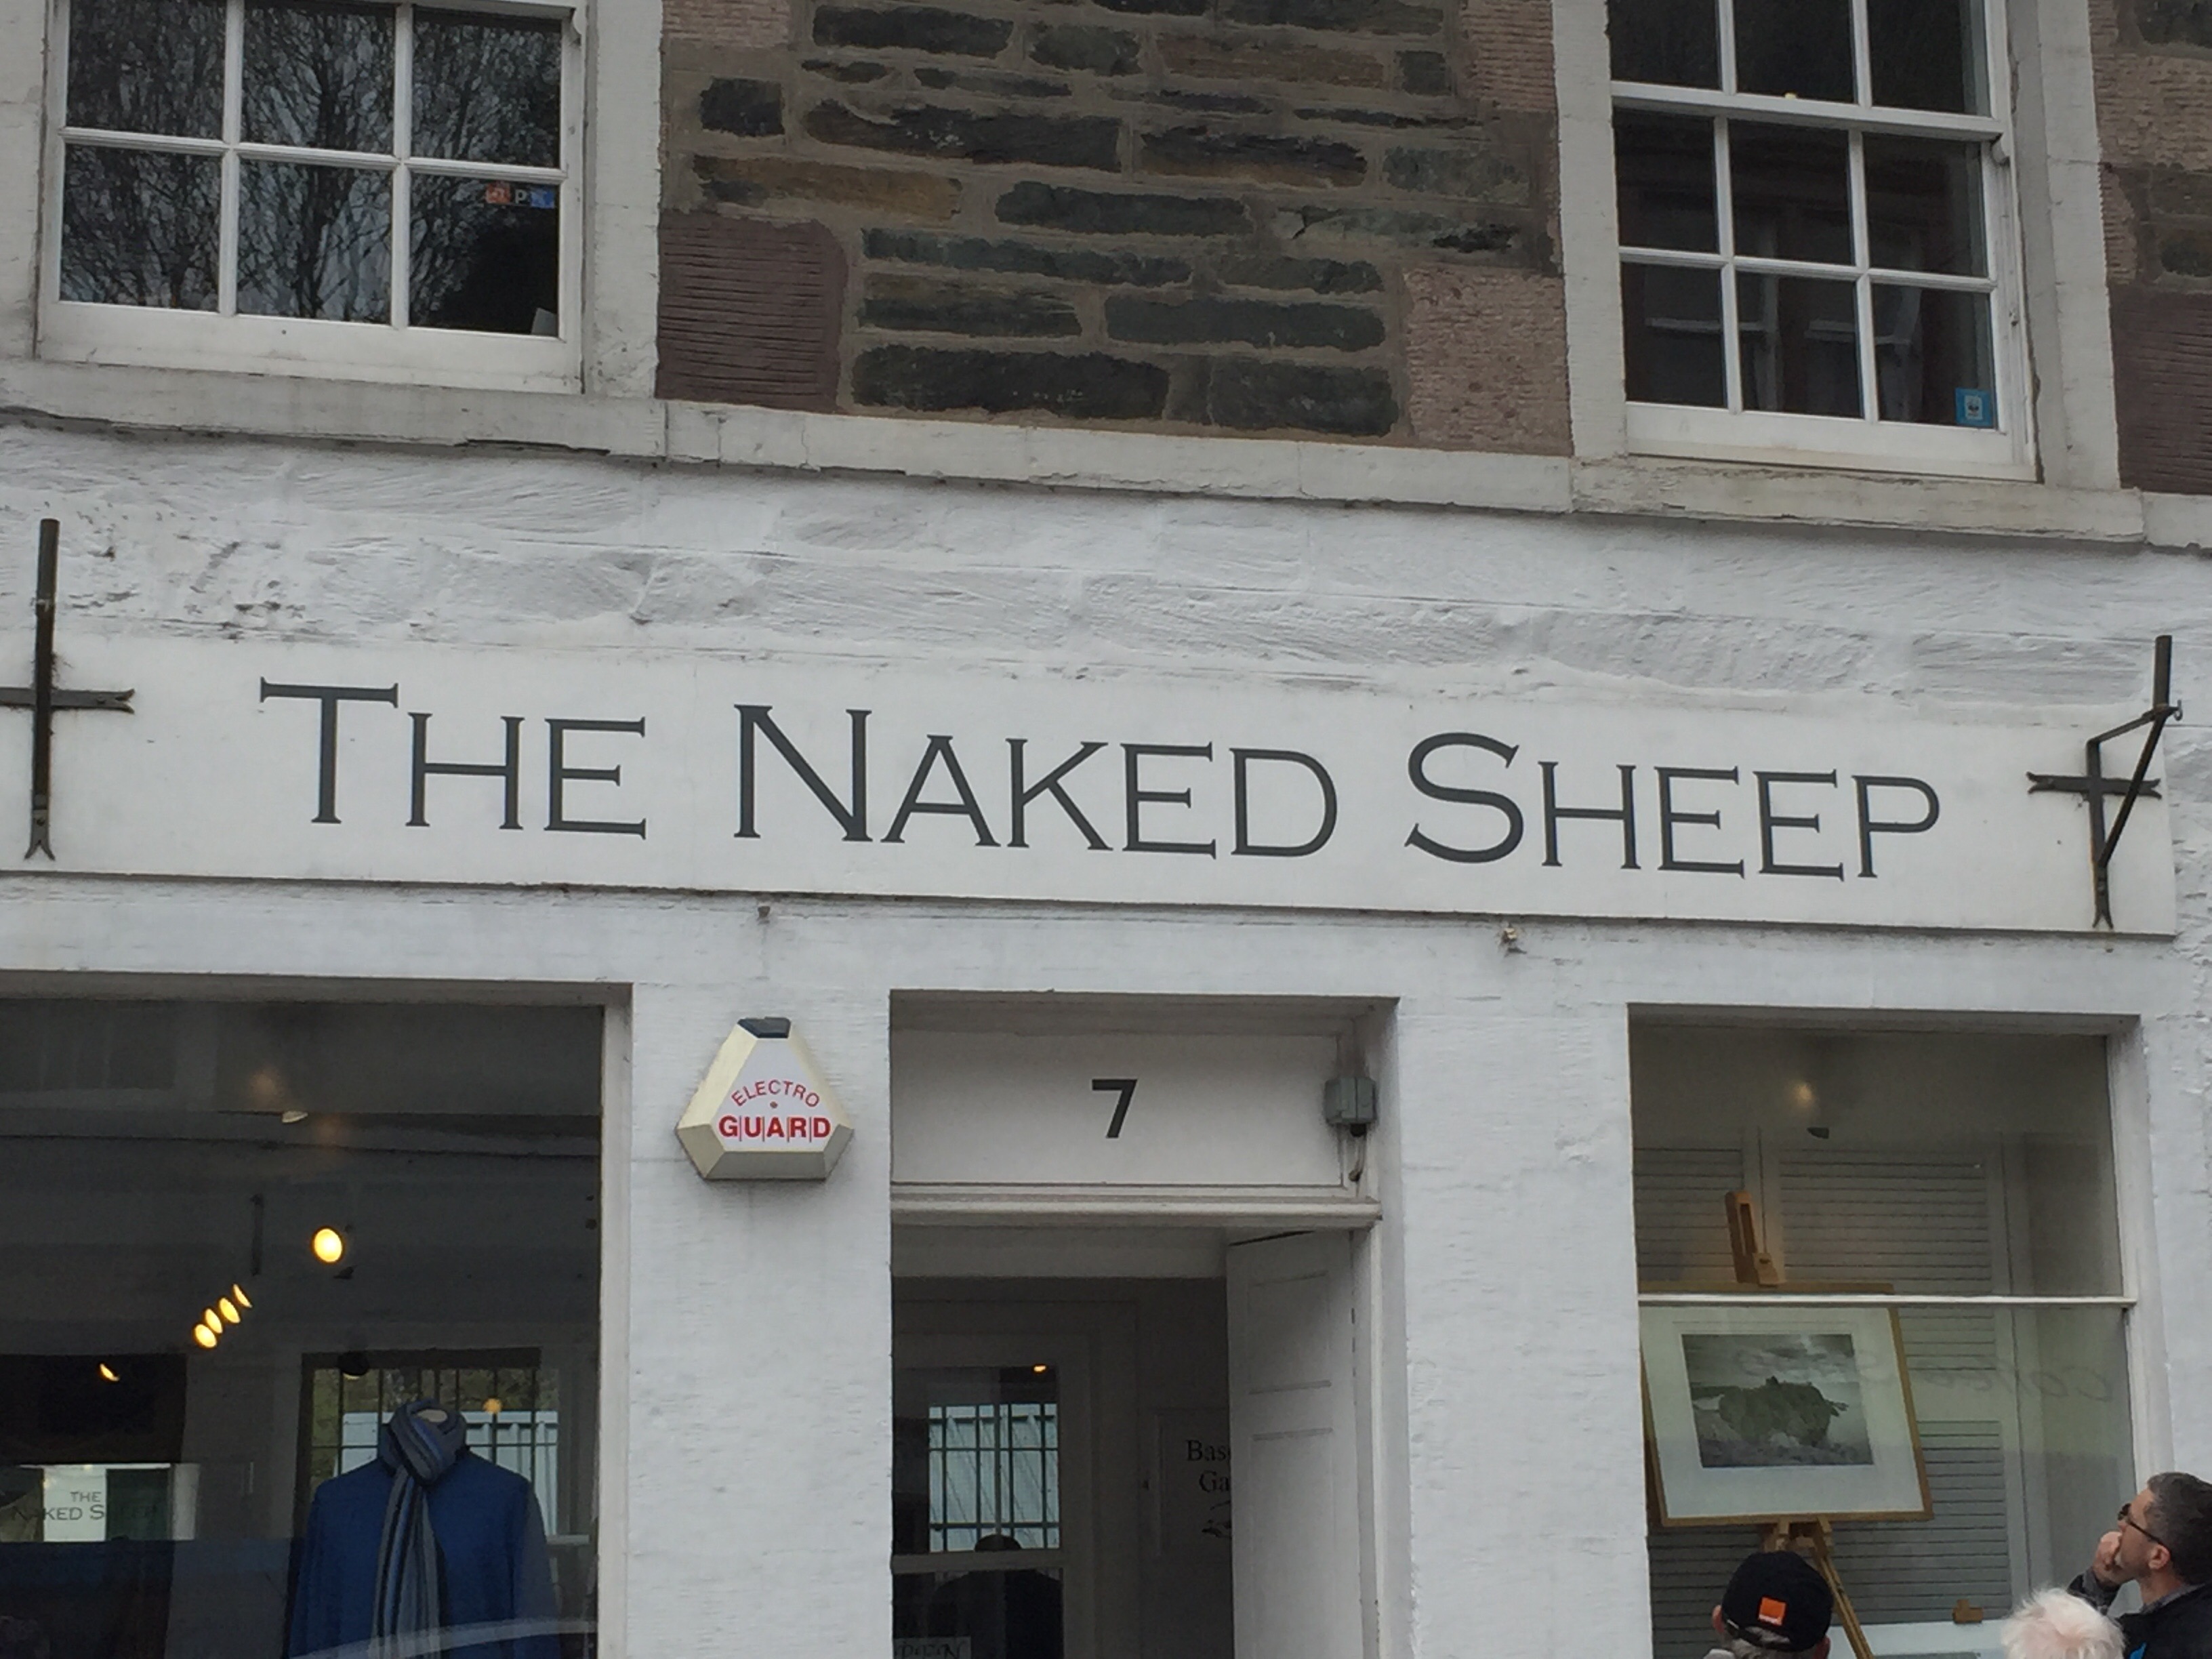 THE NAKED SHEEP
ELECTRO
GUARD
7
THE
NAKED SHEEP